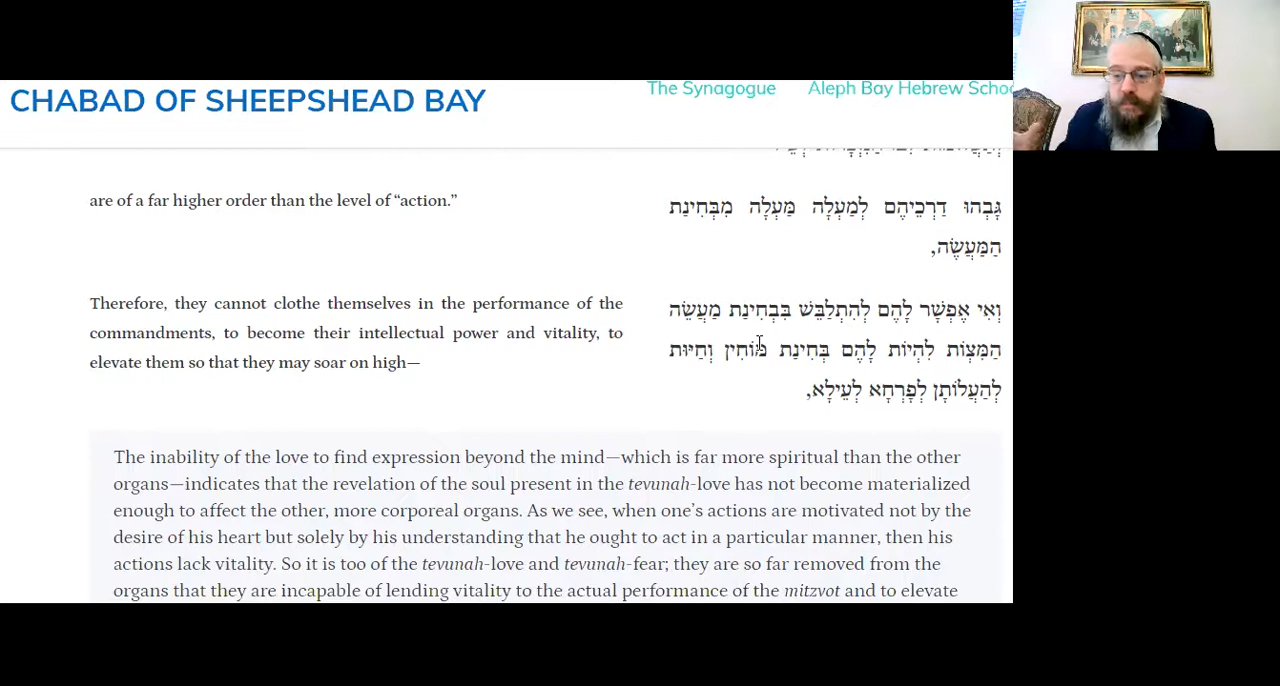 CHABAD OF SHEEPSHEAD BAY
The Synagogue Aleph Bay Hebrew Schoo
are of a far higher order than the level of “action.”
גָּבְהוּ דַרְכֵיהֶם לְמַעְלָה מַּעְלָה מִבְּחִינַת
הַמַּעֲשֶׂה,
Therefore, they cannot clothe themselves in the performance of the
commandments, to become their intellectual power and vitality, to
elevate them so that they may soar on high—
וְאִי אֶפְשָׁר לָהֶם לְהִתְלַבֵּשׁ בִּבְחִינַת מַעֲשֵׂה
הַמִּצְוֹת לִהְיוֹת לָהֶם בְּחִינַת מוֹחִין וְחַיּוּת
לְהַעֲלוֹתָן לְפָרְחָא לְעֵילָא,
The inability of the love to find expression beyond the mind—which is far more spiritual than the other
organs—indicates that the revelation of the soul present in the tevunah-love has not become materialized
enough to affect the other, more corporeal organs. As we see, when one’s actions are motivated not by the
desire of his heart but solely by his understanding that he ought to act in a particular manner, then his
actions lack vitality. So it is too of the tevunah-love and tevunah-fear; they are so far removed from the
organs that they are incapable of lending vitality to the actual performance of the mitzvot and to elevate